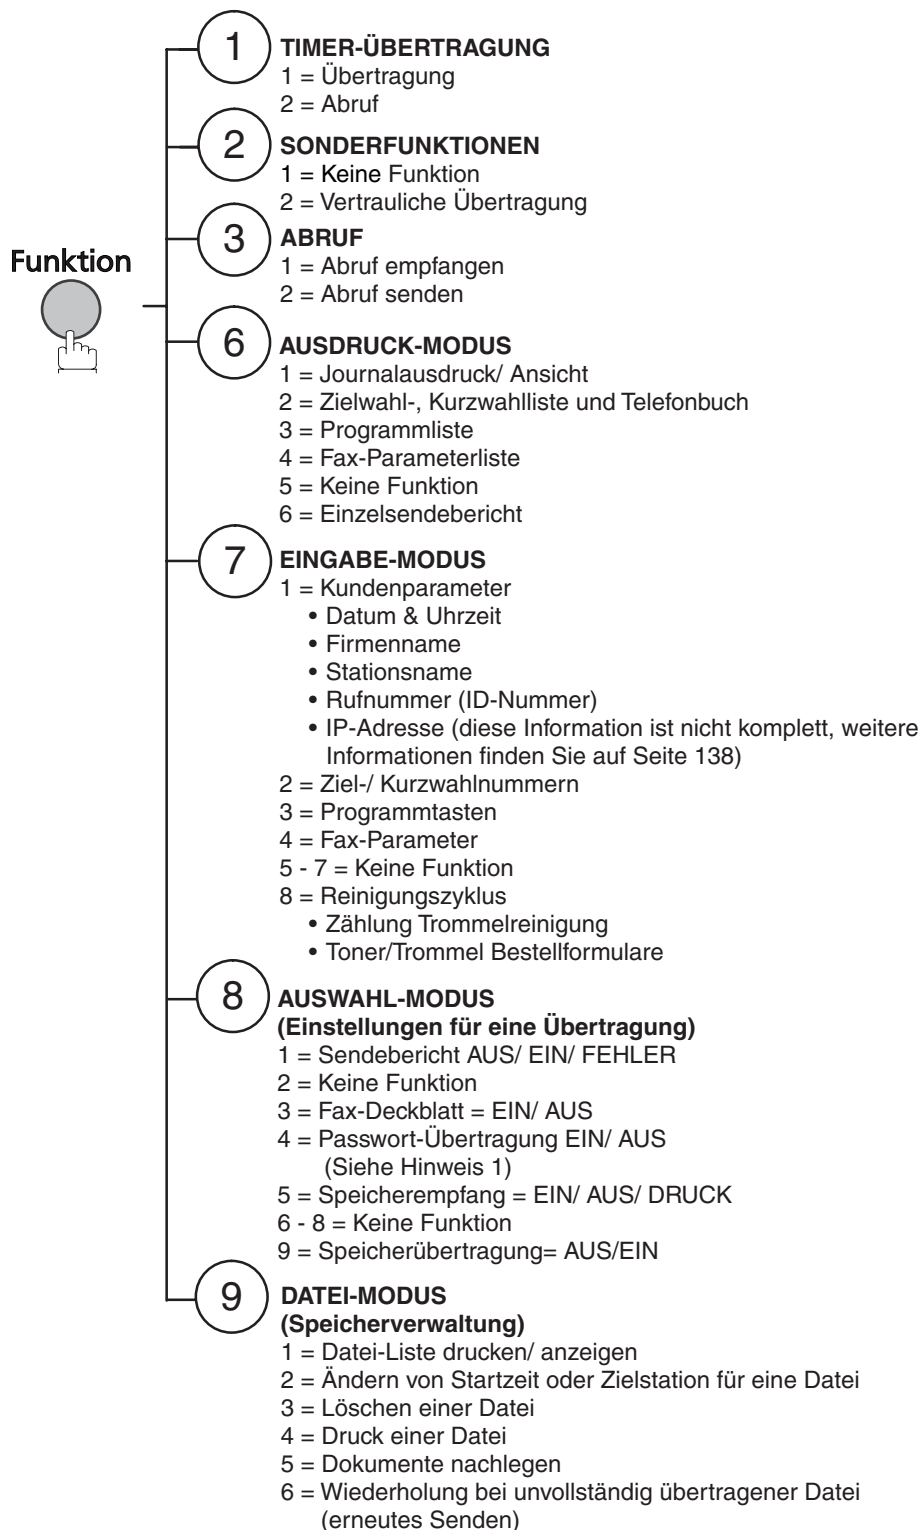 1
TIMER-ÜBERTRAGUNG
1 = Übertragung
2 = Abruf
2
SONDERFUNKTIONEN
1 = Keine Funktion
2 = Vertrauliche Übertragung
3
ABRUF
1 = Abruf empfangen
2 = Abruf senden
Funktion
6
AUSDRUCK-MODUS
1 = Journalausdruck/ Ansicht
2 = Zielwahl-, Kurzwahlliste und Telefonbuch
3 = Programmliste
4 = Fax-Parameterliste
5 = Keine Funktion
6 = Einzelsendebericht
7
EINGABE-MODUS
1 = Kundenparameter
• Datum & Uhrzeit
• Firmenname
• Stationsname
• Rufnummer (ID-Nummer)
• IP-Adresse (diese Information ist nicht komplett, weitere
Informationen finden Sie auf Seite 138)
2 = Ziel-/ Kurzwahlnummern
3 = Programmtasten
4 = Fax-Parameter
5 - 7 = Keine Funktion
8 = Reinigungszyklus
• Zählung Trommelreinigung
• Toner/Trommel Bestellformulare
8
AUSWAHL-MODUS
(Einstellungen für eine Übertragung)
1 = Sendebericht AUS/ EIN/ FEHLER
2 = Keine Funktion
3 = Fax-Deckblatt = EIN/ AUS
4 = Passwort-Übertragung EIN/ AUS
(Siehe Hinweis 1)
5 = Speicherempfang = EIN/ AUS/ DRUCK
6 - 8 = Keine Funktion
9 = Speicherübertragung= AUS/EIN
9
DATEI-MODUS
(Speicherverwaltung)
1 = Datei-Liste drucken/ anzeigen
2 = Ändern von Startzeit oder Zielstation für eine Datei
3 = Löschen einer Datei
4 = Druck einer Datei
5 = Dokumente nachlegen
6 = Wiederholung bei unvollständig übertragener Datei
(erneutes Senden)